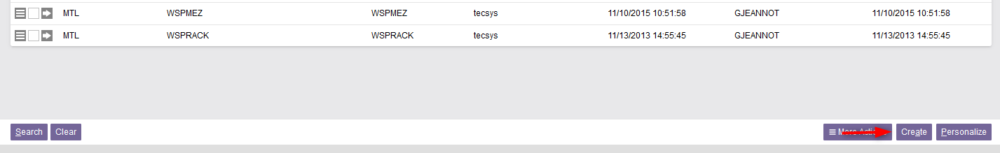 MTL WSPMEZ WSPMEZ tecsys 11/10/2015 10:51:58 GJEANNOT 11/10/2015 10:51:58
MTL WSPRACK WSPRACK tecsys 11/13/2013 14:55:45 GJEANNOT 11/13/2013 14:55:45
Search Clear More Actions Create Personalize